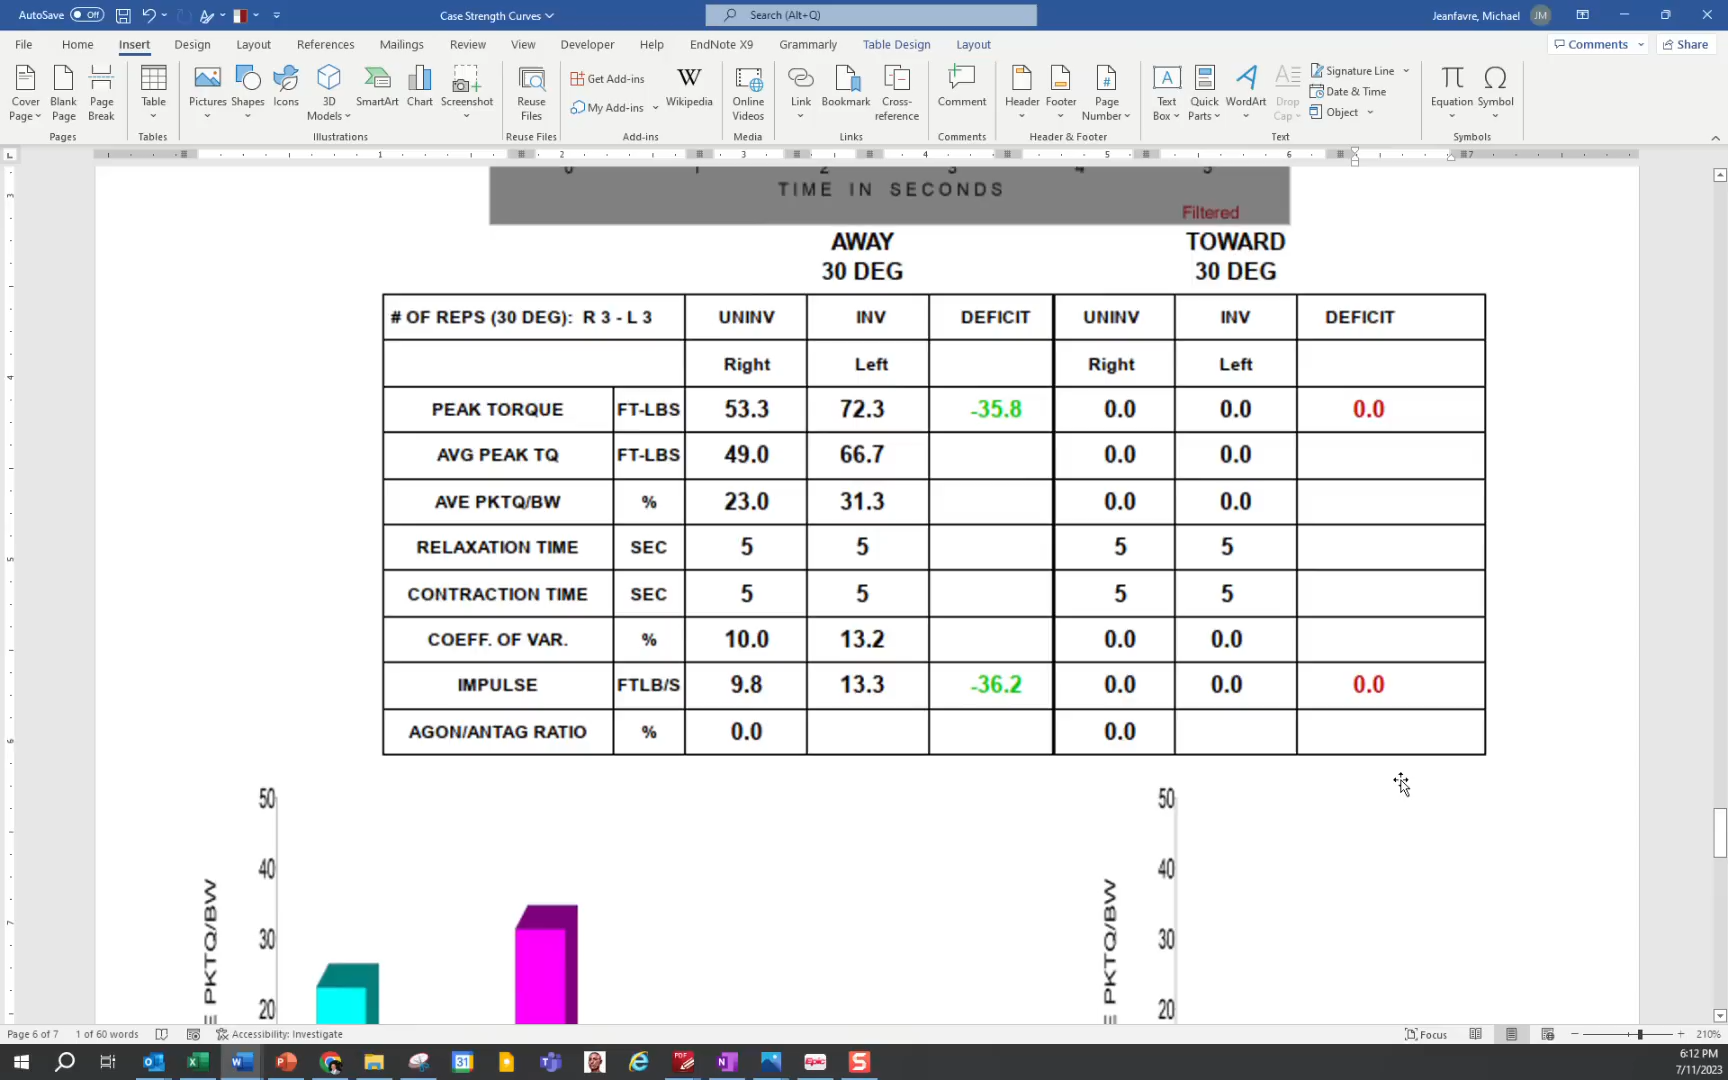 AutoSave Off
Case Strength Curves
Search (Alt+Q)
Jeanfavre, Michael JM
File Home Insert Design Layout References Mailings Review View Developer Help EndNote X9 Grammarly Table Design Layout
Comments Share
Cover Page Blank Page Page Break Table Pictures Shapes Icons 3D Models SmartArt Chart Screenshot Reuse Files Get Add-ins My Add-ins Wikipedia Online Videos Link Bookmark Cross-reference Comment Header Footer Page Number Text Box Quick Parts WordArt Drop Cap Signature Line Date & Time Object Equation Symbol
Pages Tables Illustrations Reuse Files Add-ins Media Links Comments Header & Footer Text Symbols
1 2 3 4 5 6 7
TIME IN SECONDS
Filtered
AWAY TOWARD
30 DEG 30 DEG
# OF REPS (30 DEG): R 3 - L 3 UNINV INV DEFICIT UNINV INV DEFICIT
Right Left Right Left
PEAK TORQUE FT-LBS 53.3 72.3 -35.8 0.0 0.0 0.0
AVG PEAK TQ FT-LBS 49.0 66.7 0.0 0.0
AVE PKTQ/BW % 23.0 31.3 0.0 0.0
RELAXATION TIME SEC 5 5 5 5
CONTRACTION TIME SEC 5 5 5 5
COEFF. OF VAR. % 10.0 13.2 0.0 0.0
IMPULSE FTLB/S 9.8 13.3 -36.2 0.0 0.0 0.0
AGON/ANTAG RATIO % 0.0 0.0
50 50
40 40
30 30
20 20
PKTQ/BW PKTQ/BW
Page 6 of 7 1 of 60 words Accessibility: Investigate Focus 210%
6:12 PM
7/11/2023